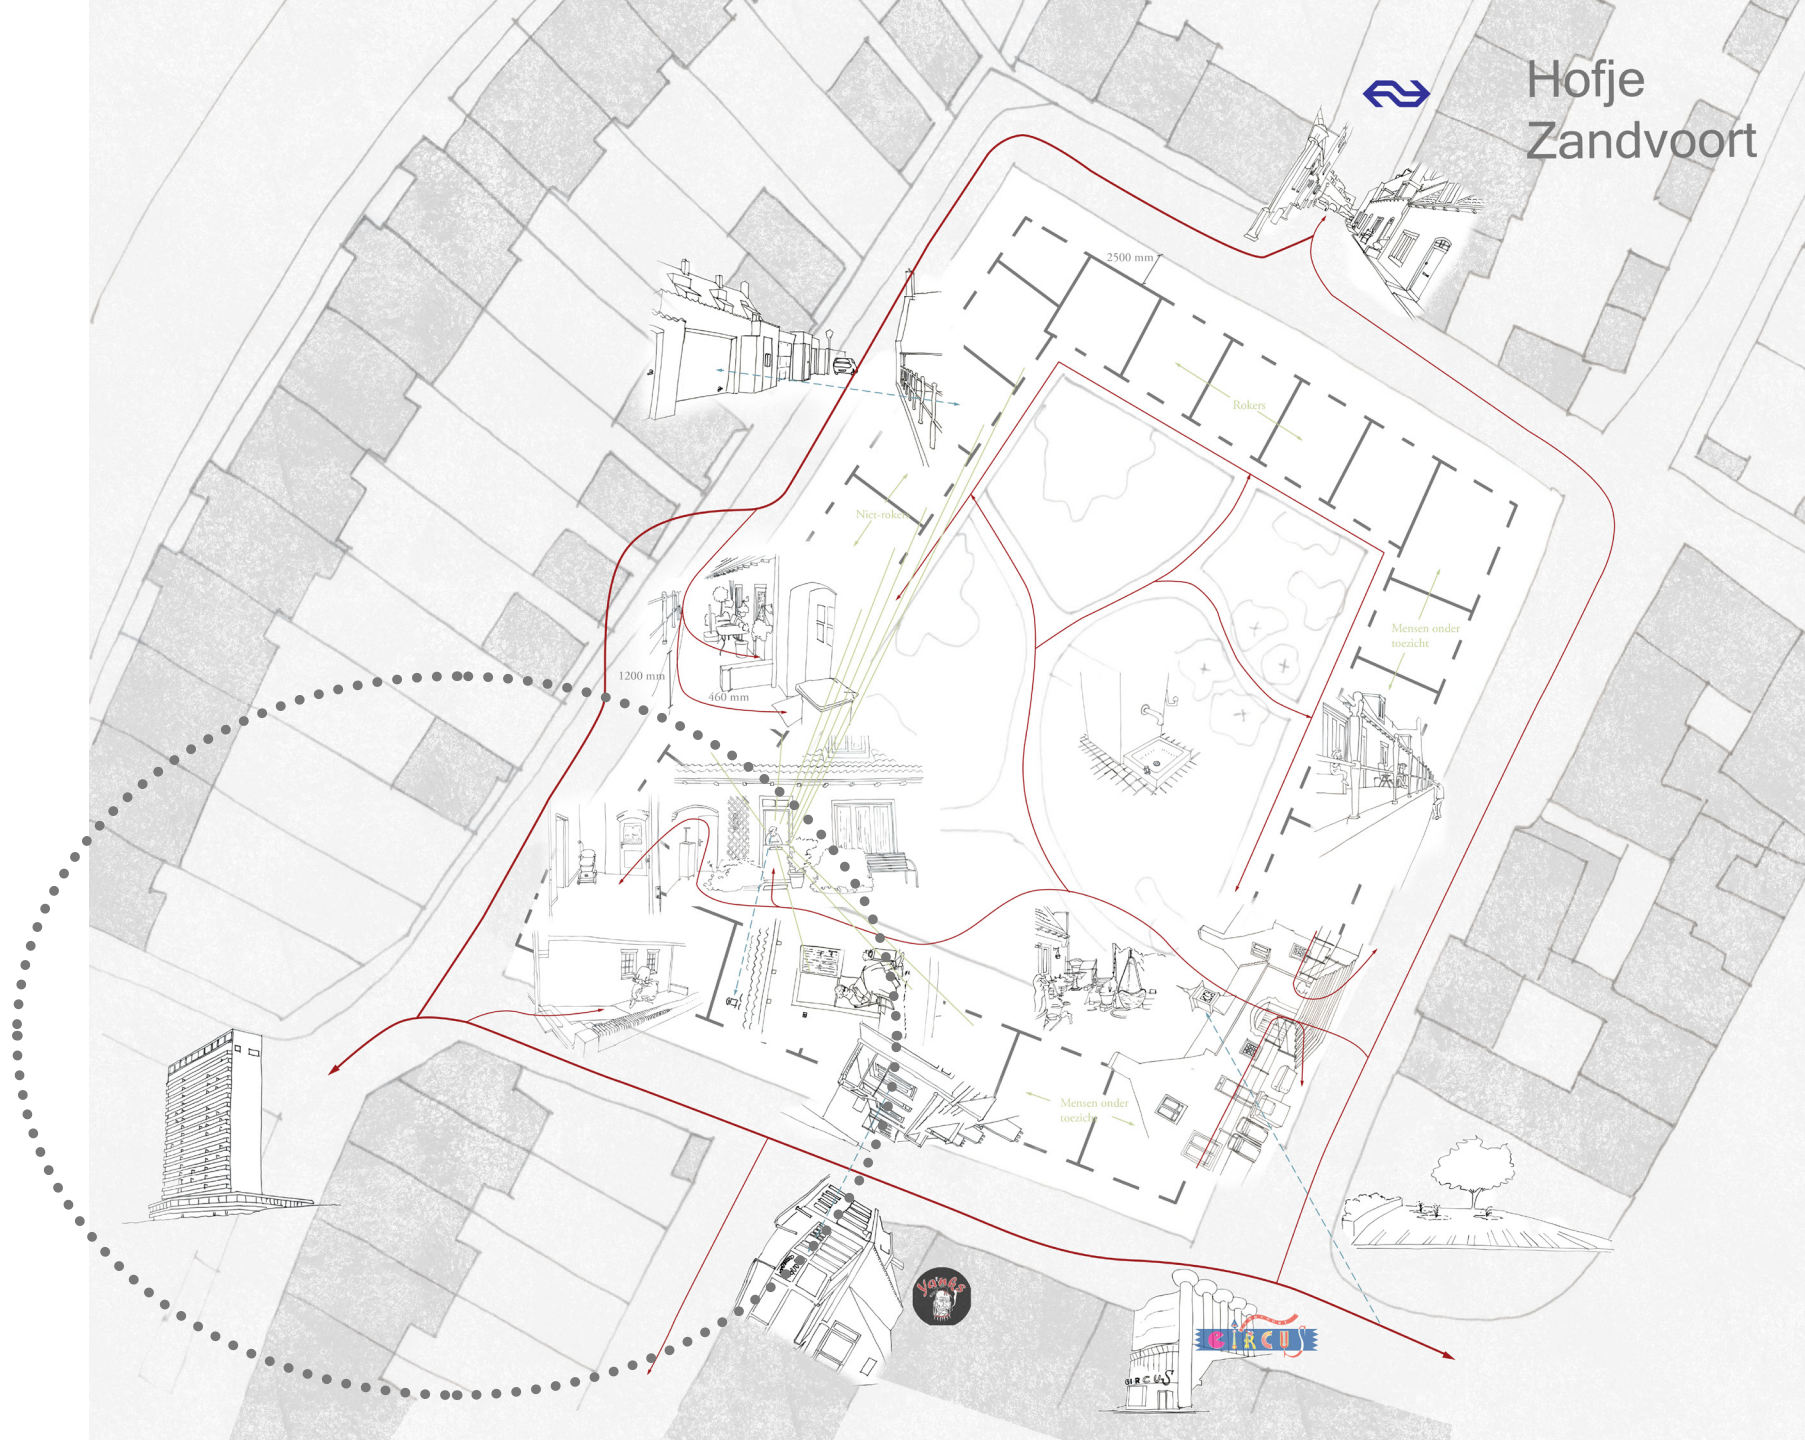 Hofje
Zandvoort
2500 mm
Rokers
Niet-rokers
Mensen onder
toezicht
1200 mm
460 mm
Mensen onder
toezicht
Yanks
CIRCUS
CIRCUS